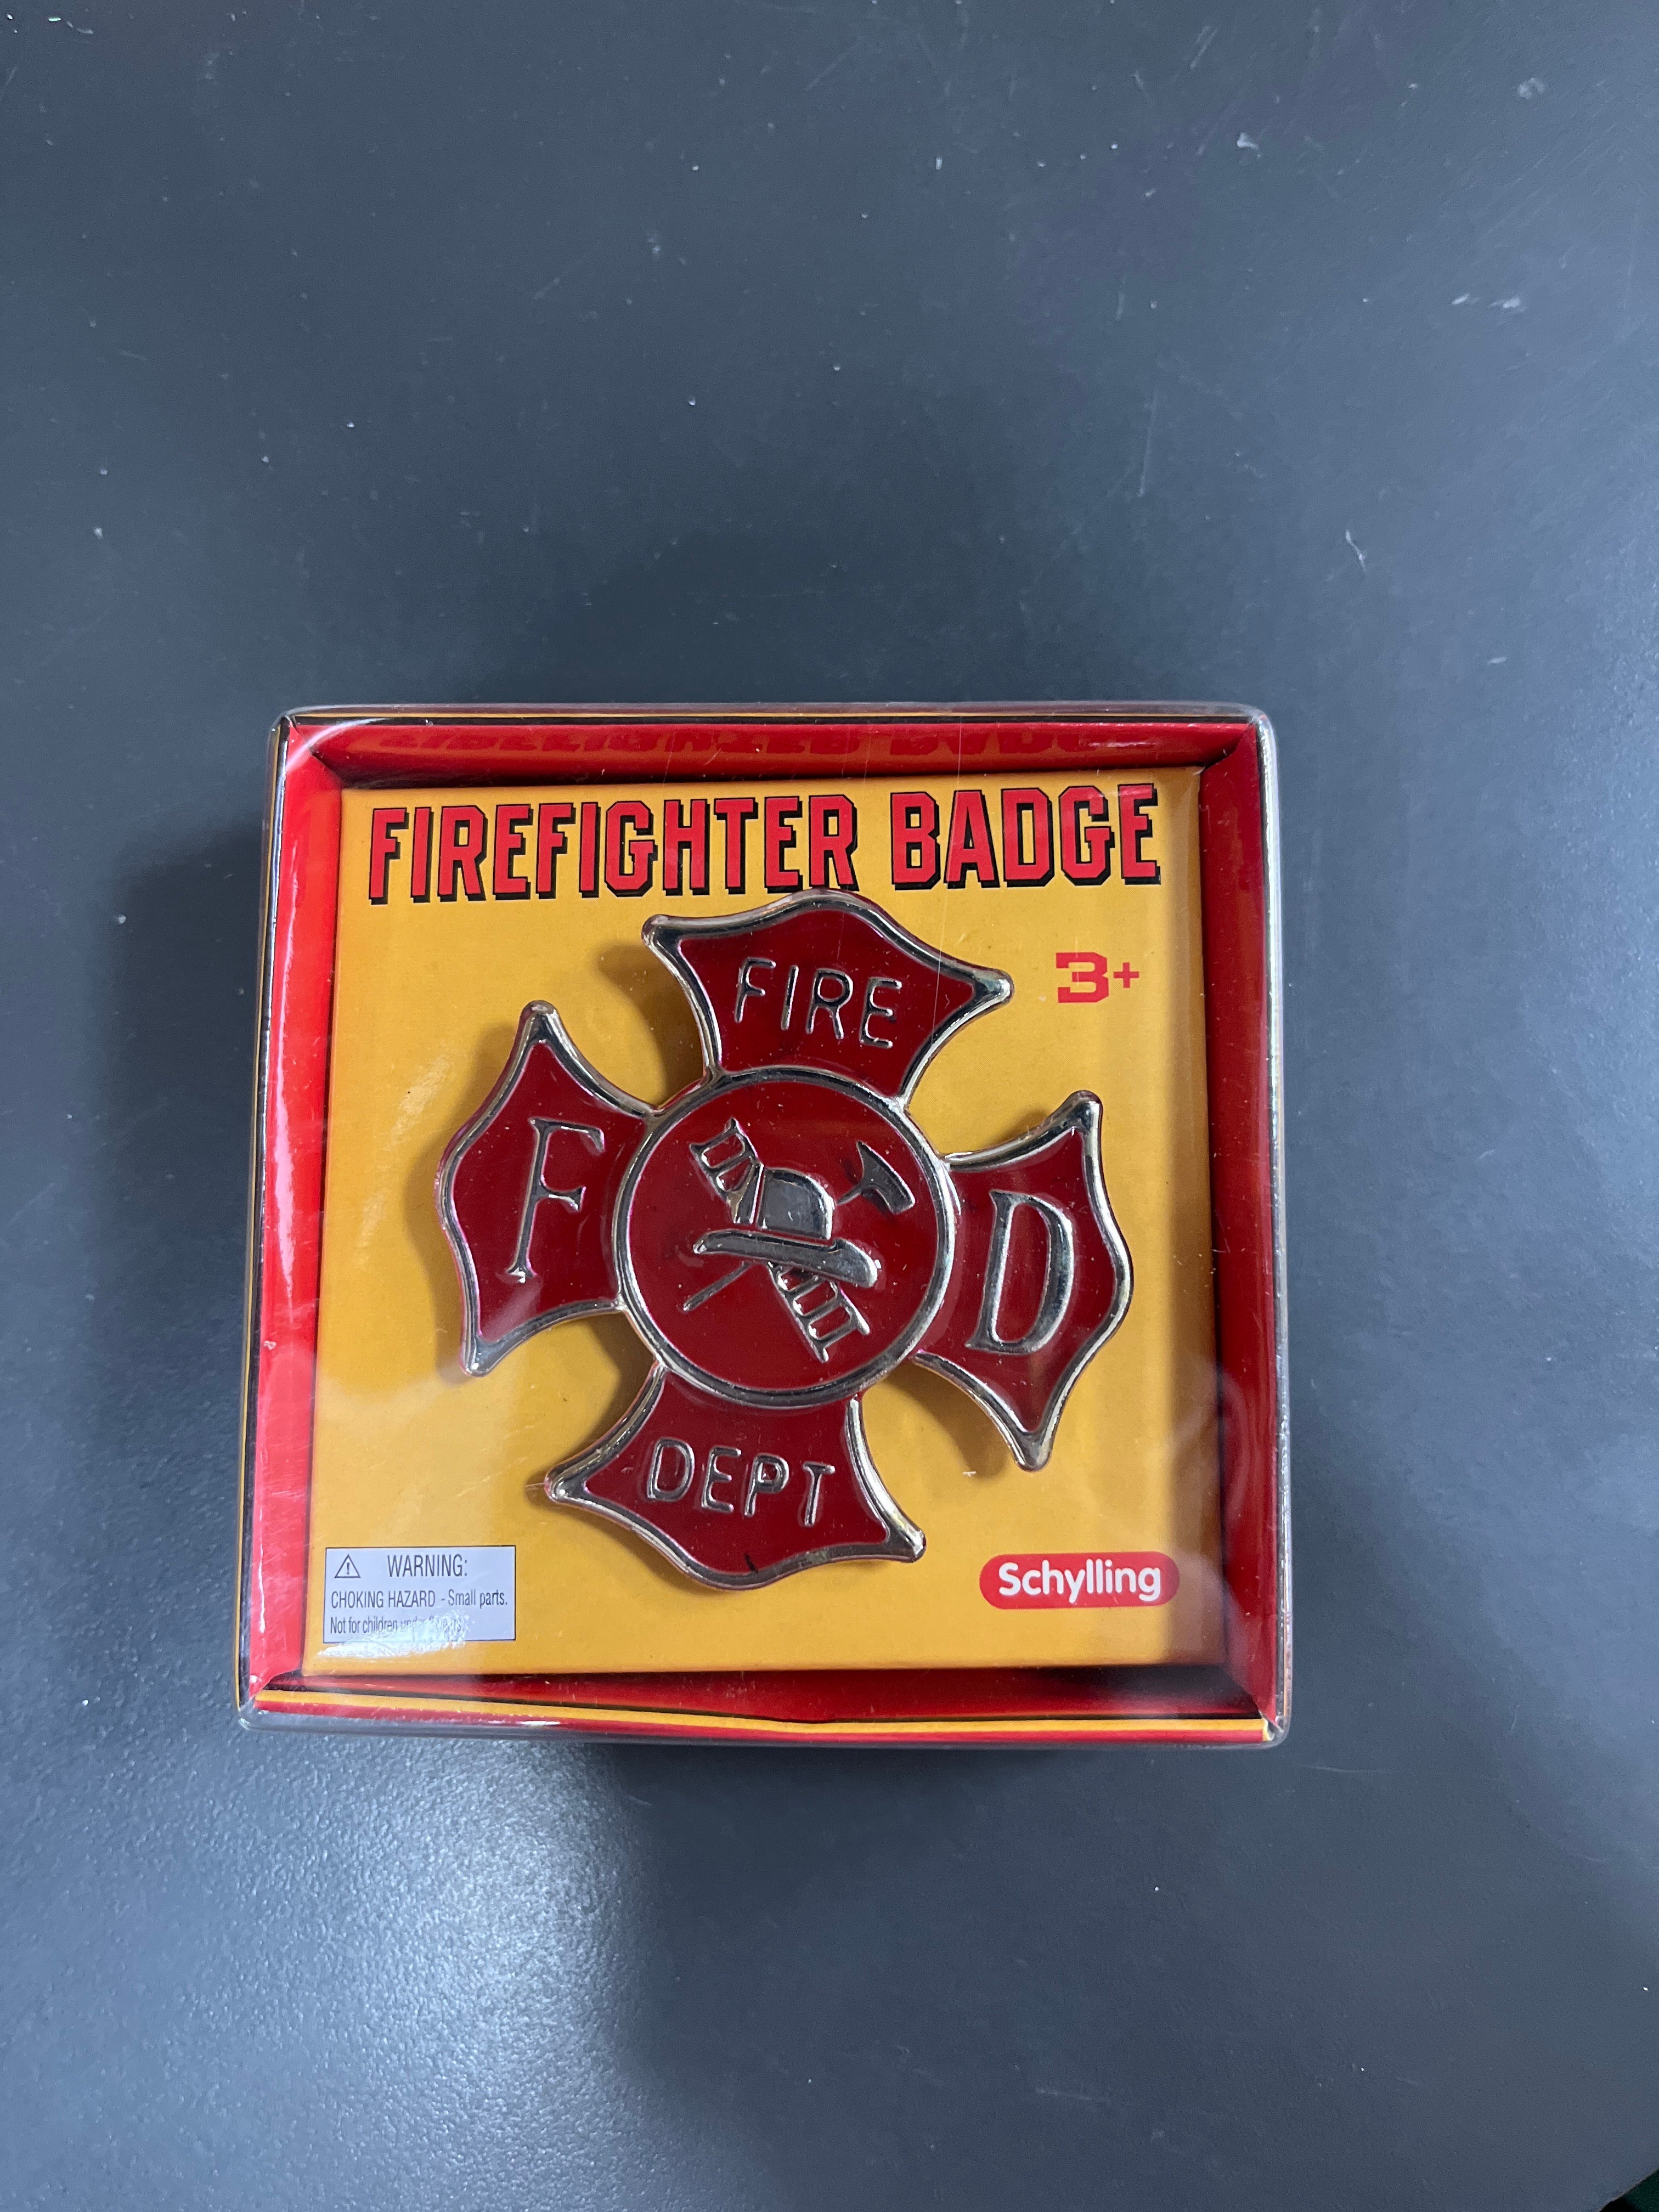 FIREFIGHTER BADGE
3+
FIRE
F D
DEPT
WARNING:
CHOKING HAZARD - Small parts.
Not for children
Schylling